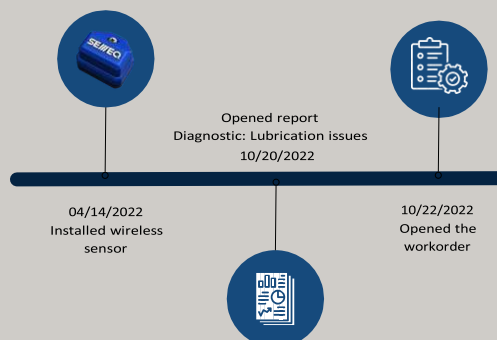 SEMEQ
Opened report
Diagnostic: Lubrication issues
10/20/2022
04/14/2022
Installed wireless
sensor
10/22/2022
Opened the
workorder